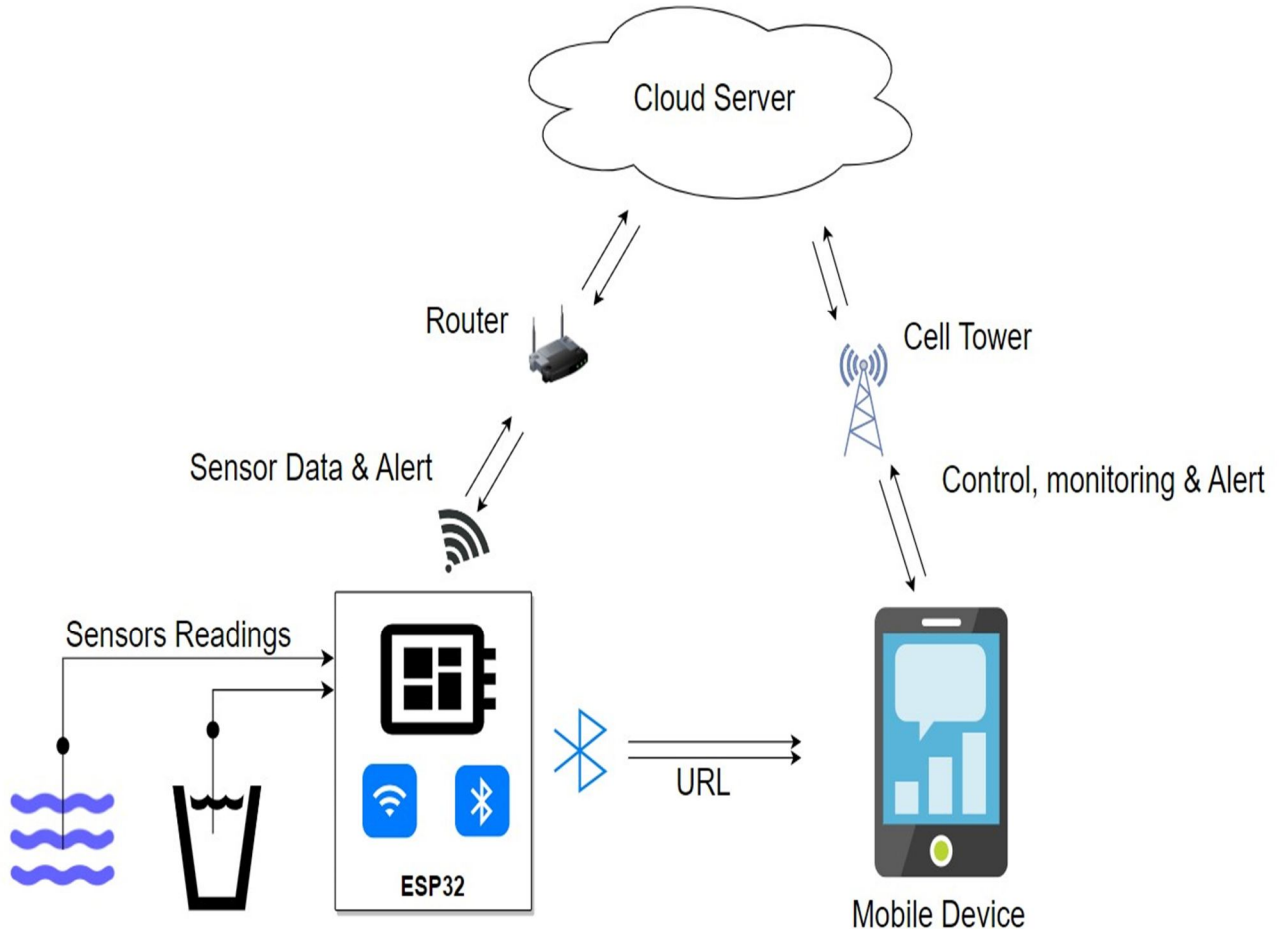 Cloud Server
Router
Cell Tower
Sensor Data & Alert
Control, monitoring & Alert
Sensors Readings
URL
ESP32
Mobile Device